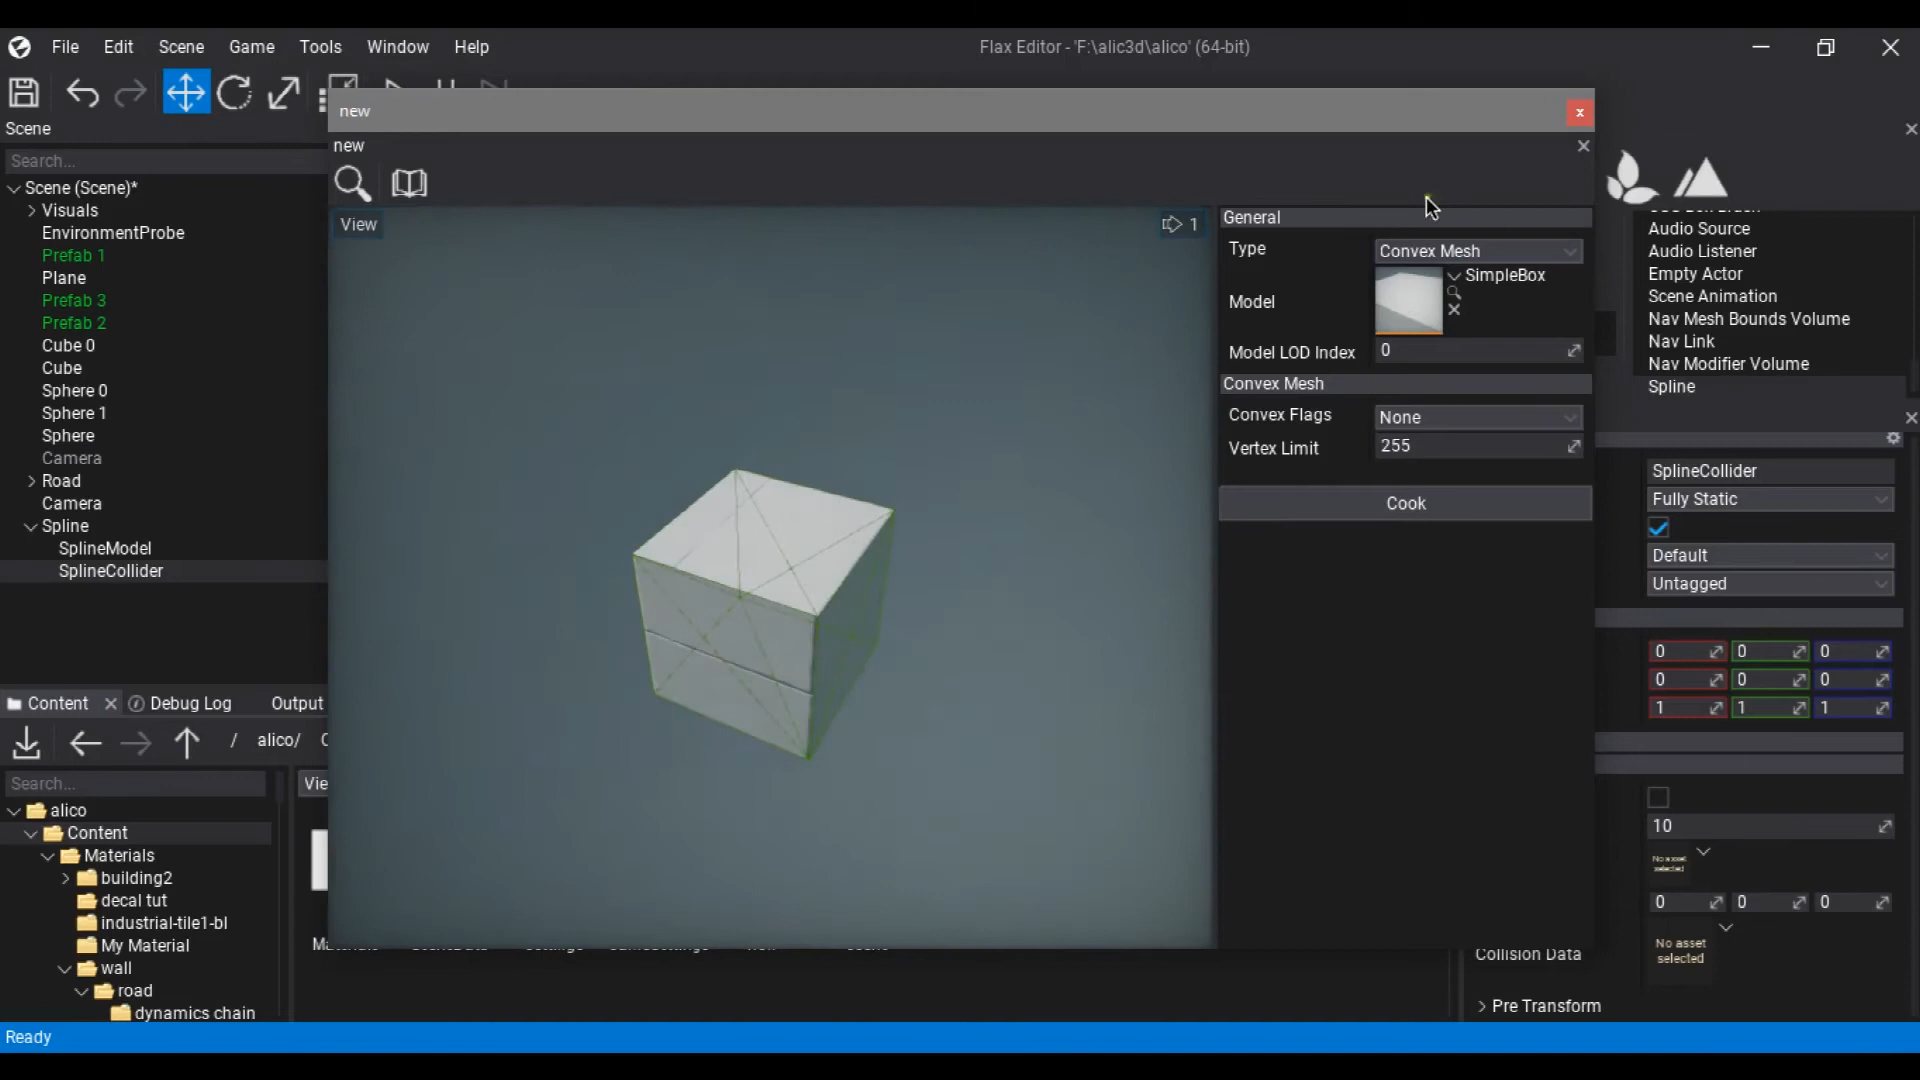 File Edit Scene Game Tools Window Help
Flax Editor - 'F:\alic3d\alico' (64-bit)
Scene
Search...
Scene (Scene)*
Visuals
EnvironmentProbe
Prefab 1
Plane
Prefab 3
Prefab 2
Cube 0
Cube
Sphere 0
Sphere 1
Sphere
Camera
Road
Camera
Spline
SplineModel
SplineCollider
new
new
View
1
General
Type Convex Mesh
Model SimpleBox
Model LOD Index 0
Convex Mesh
Convex Flags None
Vertex Limit 255
Cook
Audio Source
Audio Listener
Empty Actor
Scene Animation
Nav Mesh Bounds Volume
Nav Link
Nav Modifier Volume
Spline
SplineCollider
Fully Static
Default
Untagged
0 0 0
0 0 0
1 1 1
10
No asset
selected
0 0 0
Collision Data
No asset
selected
Pre Transform
Content Debug Log Output
/ alico/
Search...
Vie
alico
Content
Materials
building2
decal tut
industrial-tile1-bl
My Material
wall
road
dynamics chain
Ready